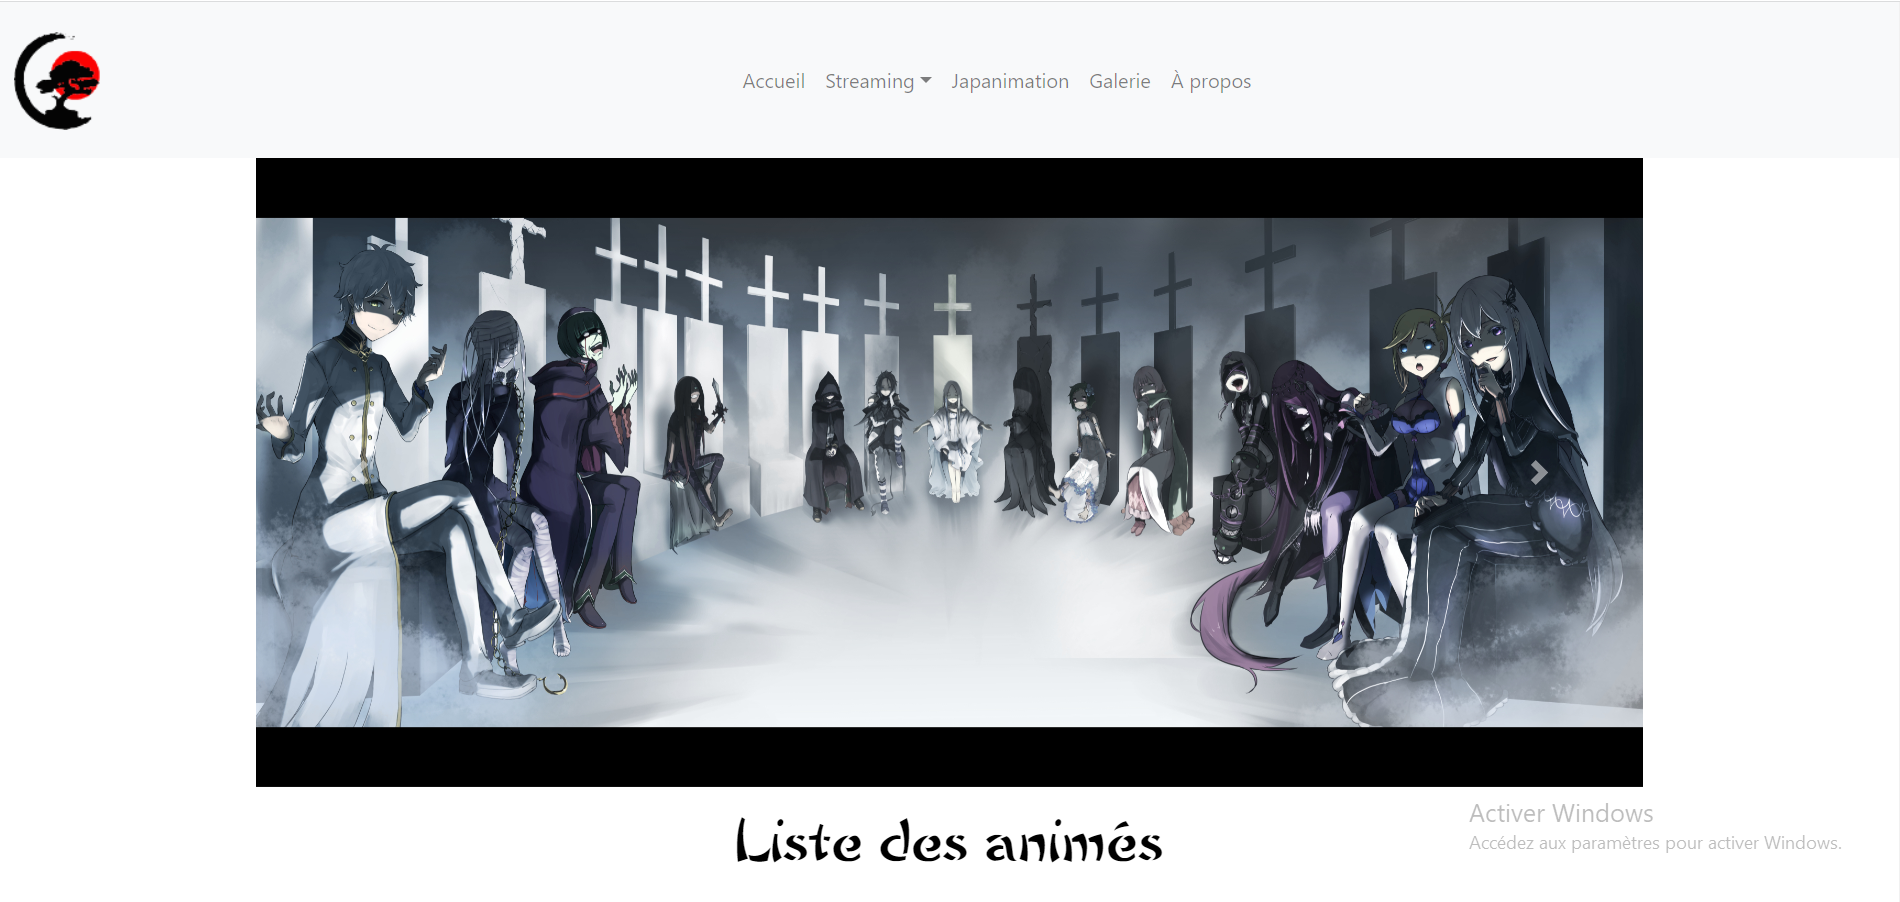 Accueil Streaming Japanimation Galerie À propos
Liste des animés
Activer Windows
Accédez aux paramètres pour activer Windows.